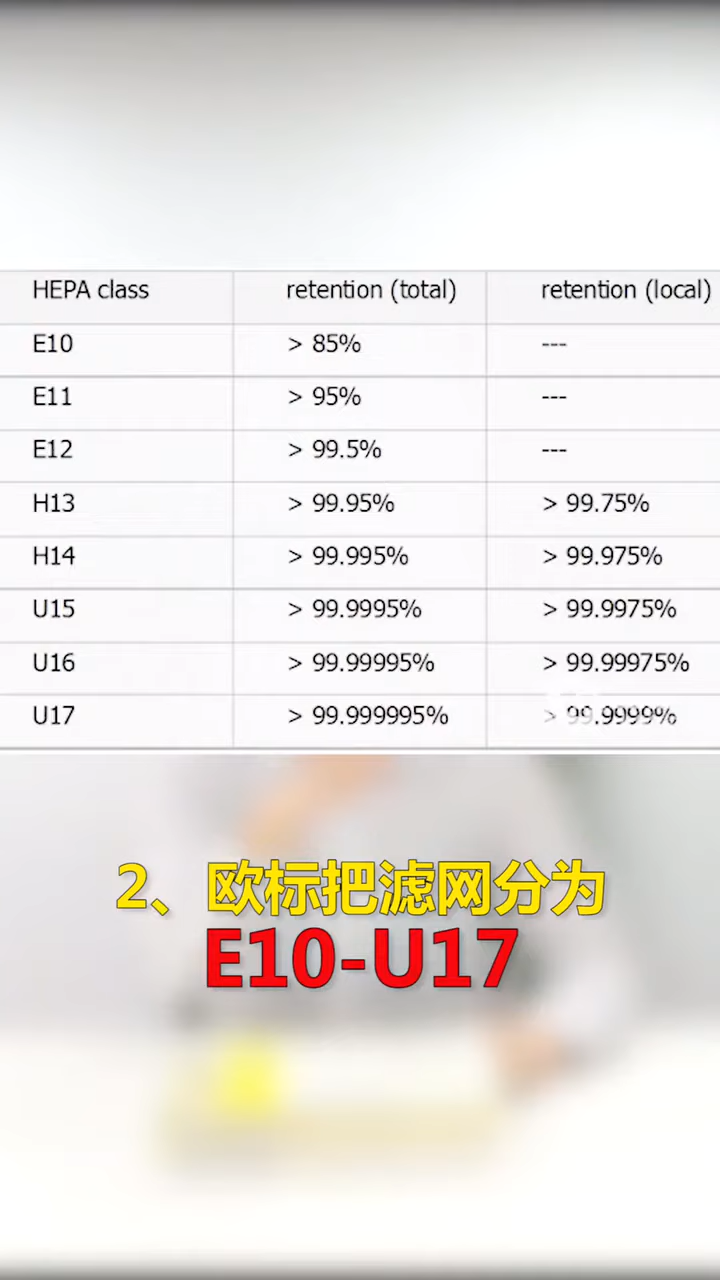 HEPA class retention (total) retention (local)
E10 > 85% ---
E11 > 95% ---
E12 > 99.5% ---
H13 > 99.95% > 99.75%
H14 > 99.995% > 99.975%
U15 > 99.9995% > 99.9975%
U16 > 99.99995% > 99.99975%
U17 > 99.999995% > 99.9999%
2、欧标把滤网分为
E10-U17